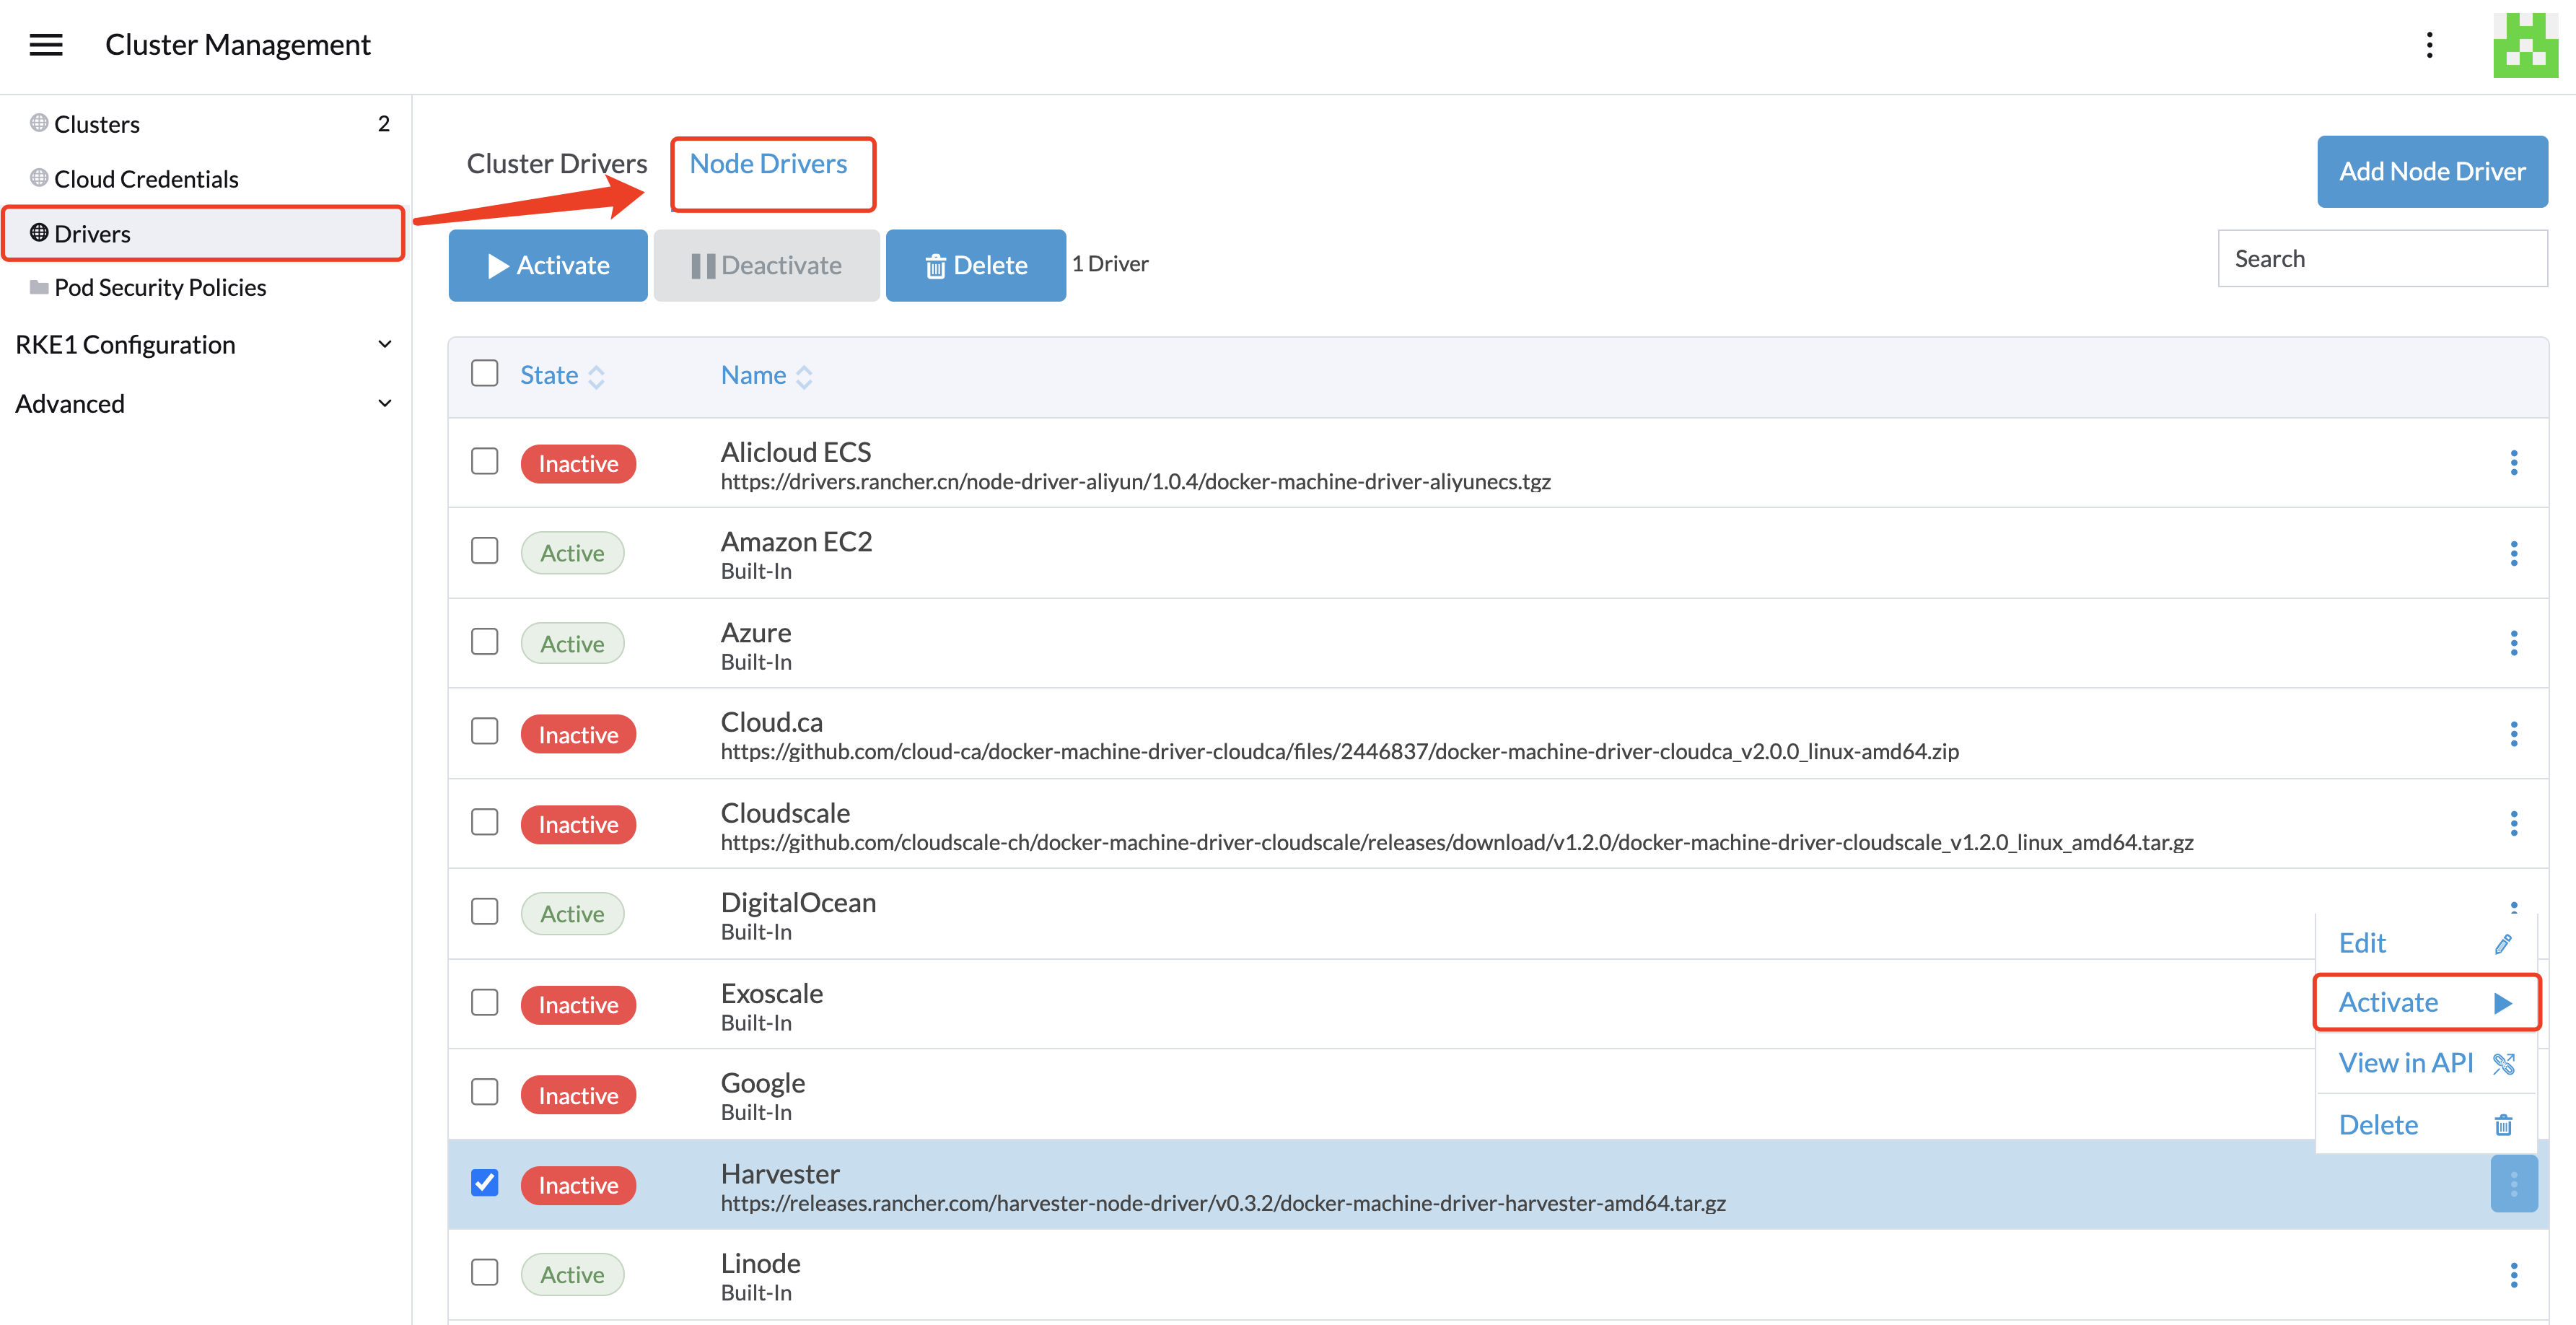 Cluster Management
Clusters 2
Cloud Credentials
Drivers
Pod Security Policies
RKE1 Configuration
Advanced
Cluster Drivers Node Drivers
Add Node Driver
Activate Deactivate Delete 1 Driver
Search
State Name
Inactive Alicloud ECS
https://drivers.rancher.cn/node-driver-aliyun/1.0.4/docker-machine-driver-aliyunecs.tgz
Active Amazon EC2
Built-In
Active Azure
Built-In
Inactive Cloud.ca
https://github.com/cloud-ca/docker-machine-driver-cloudca/files/2446837/docker-machine-driver-cloudca_v2.0.0_linux-amd64.zip
Inactive Cloudscale
https://github.com/cloudscale-ch/docker-machine-driver-cloudscale/releases/download/v1.2.0/docker-machine-driver-cloudscale_v1.2.0_linux_amd64.tar.gz
Active DigitalOcean
Built-In
Inactive Exoscale
Built-In
Inactive Google
Built-In
Edit
Activate
View in API
Delete
Inactive Harvester
https://releases.rancher.com/harvester-node-driver/v0.3.2/docker-machine-driver-harvester-amd64.tar.gz
Active Linode
Built-In